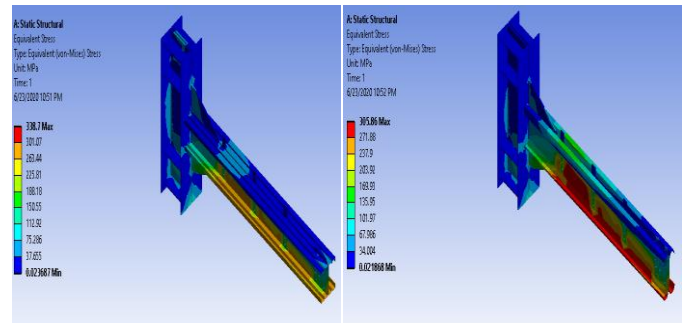 A: Static Structural
Equivalent Stress
Type: Equivalent (von-Mises) Stress
Unit: MPa
Time: 1
6/23/2020 10:51 PM
338.7 Max
301.07
263.44
225.81
188.18
150.55
112.92
75.286
37.655
0.023687 Min
A: Static Structural
Equivalent Stress
Type: Equivalent (von-Mises) Stress
Unit: MPa
Time: 1
6/23/2020 10:52 PM
305.86 Max
271.88
237.9
203.92
169.93
135.95
101.97
67.986
34.004
0.021868 Min